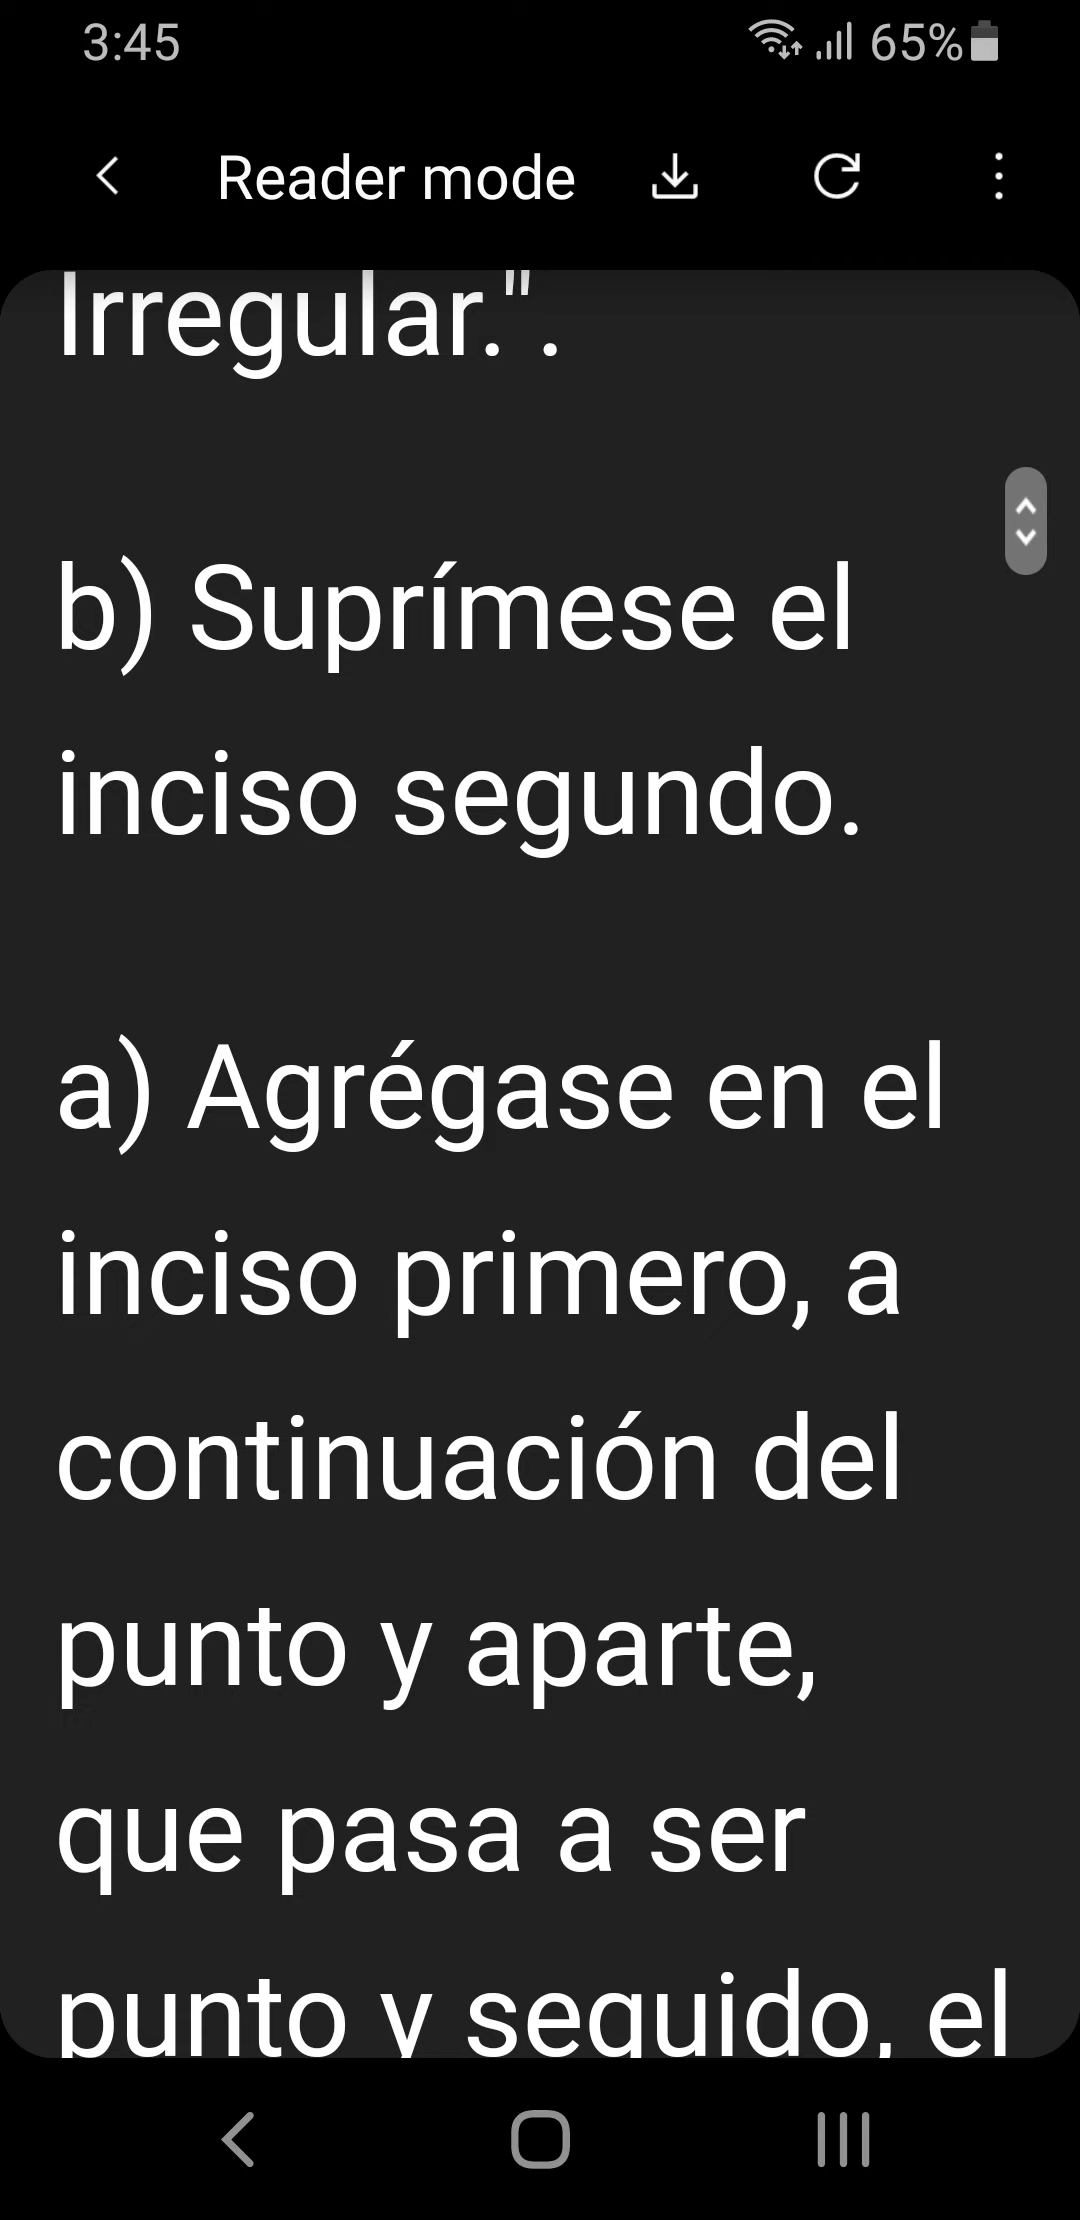 3:45
65%
Reader mode
Irregular.".
b) Suprímese el
inciso segundo.
a) Agrégase en el
inciso primero, a
continuación del
punto y aparte,
que pasa a ser
punto y seguido, el